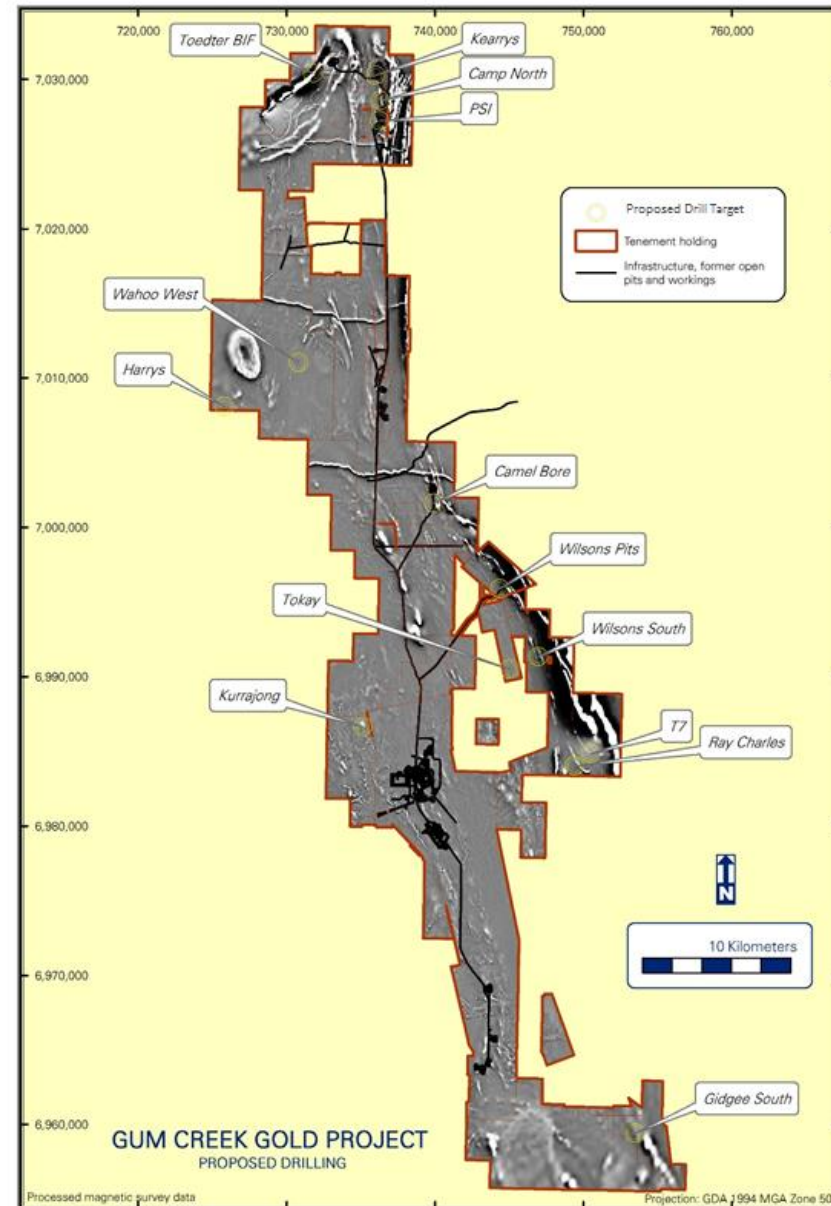 720,000
730,000
740,000
750,000
760,000
Toedter BIF
Kearrys
7,030,000
Camp North
PSI
Proposed Drill Target
7,020,000
Tenement holding
Infrastructure, former open
pits and workings
Wahoo West
7,010,000
Harrys
Camel Bore
7,000,000
Wilsons Pits
Tokay
Wilsons South
6,990,000
Kurrajong
T7
Ray Charles
6,980,000
N
10 Kilometers
6,970,000
Gidgee South
6,960,000
GUM CREEK GOLD PROJECT
PROPOSED DRILLING
Processed magnetic survey data
Projection: GDA 1994 MGA Zone 50